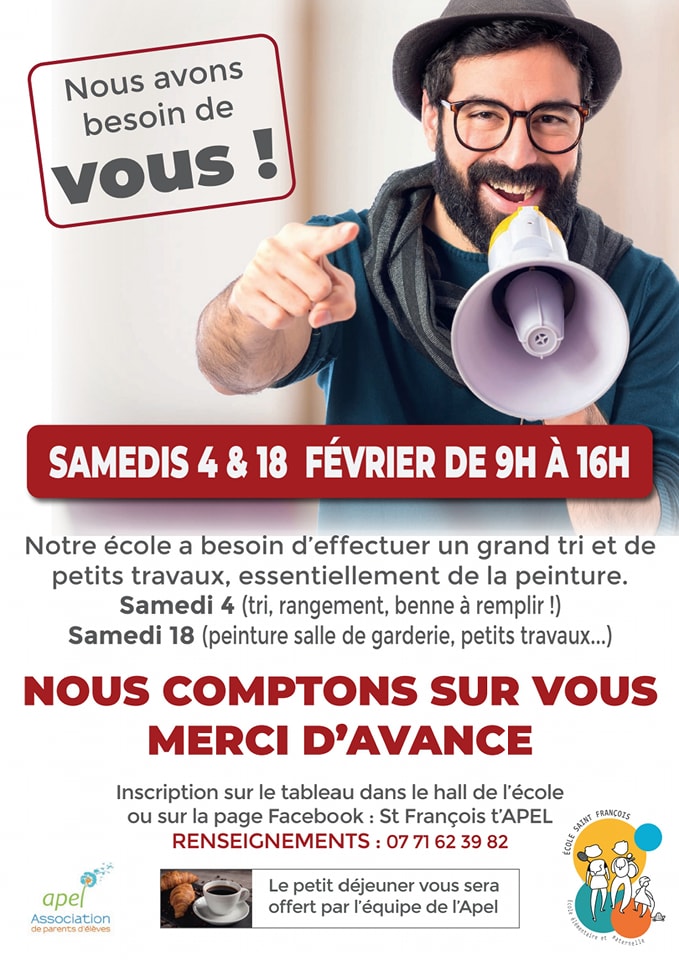 Nous avons
besoin de
vous !
SAMEDIS 4 & 18 FÉVRIER DE 9H À 16H
Notre école a besoin d'effectuer un grand tri et de
petits travaux, essentiellement de la peinture.
Samedi 4 (tri, rangement, benne à remplir !)
Samedi 18 (peinture salle de garderie, petits travaux...)
NOUS COMPTONS SUR VOUS
MERCI D'AVANCE
Inscription sur le tableau dans le hall de l'école
ou sur la page Facebook : St François t'APEL
RENSEIGNEMENTS : 07 71 62 39 82
apel
Association
de parents d'élèves
Le petit déjeuner vous sera
offert par l'équipe de l'Apel
ÉCOLE SAINT FRANÇOIS
École élémentaire et maternelle